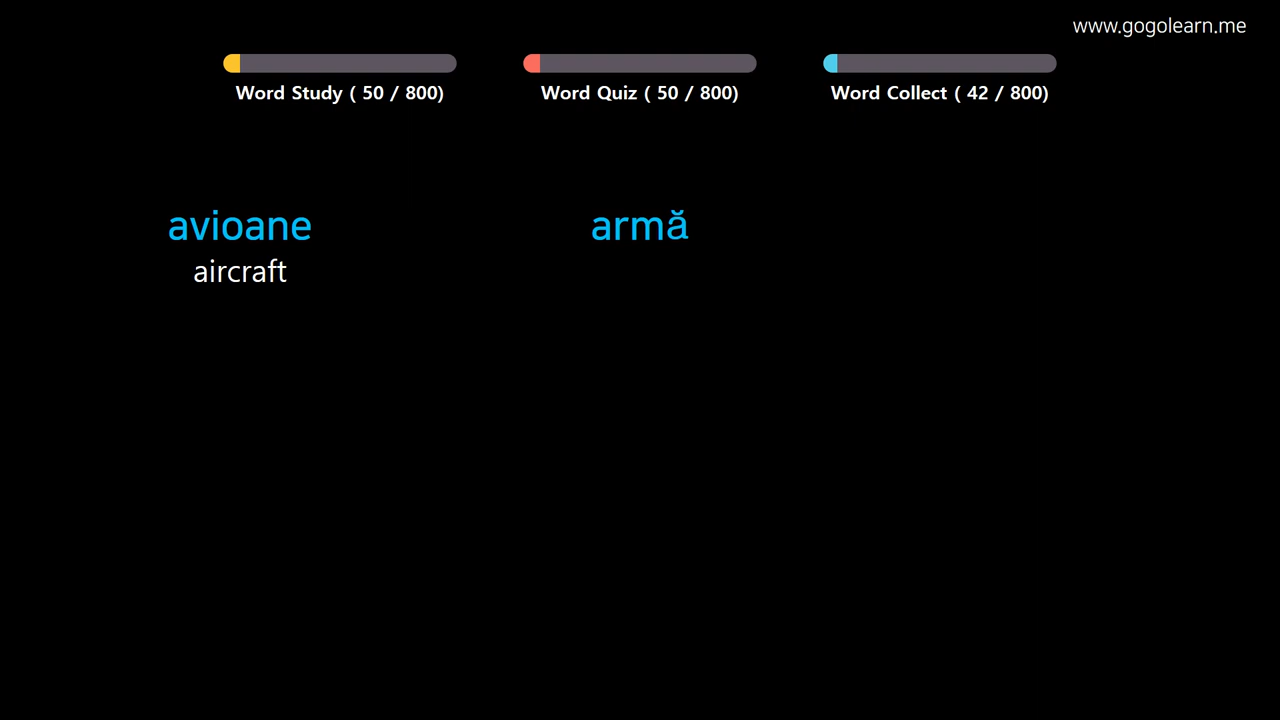 www.gogolearn.me
Word Study ( 50 / 800)
Word Quiz ( 50 / 800)
Word Collect ( 42 / 800)
avioane
armă
aircraft